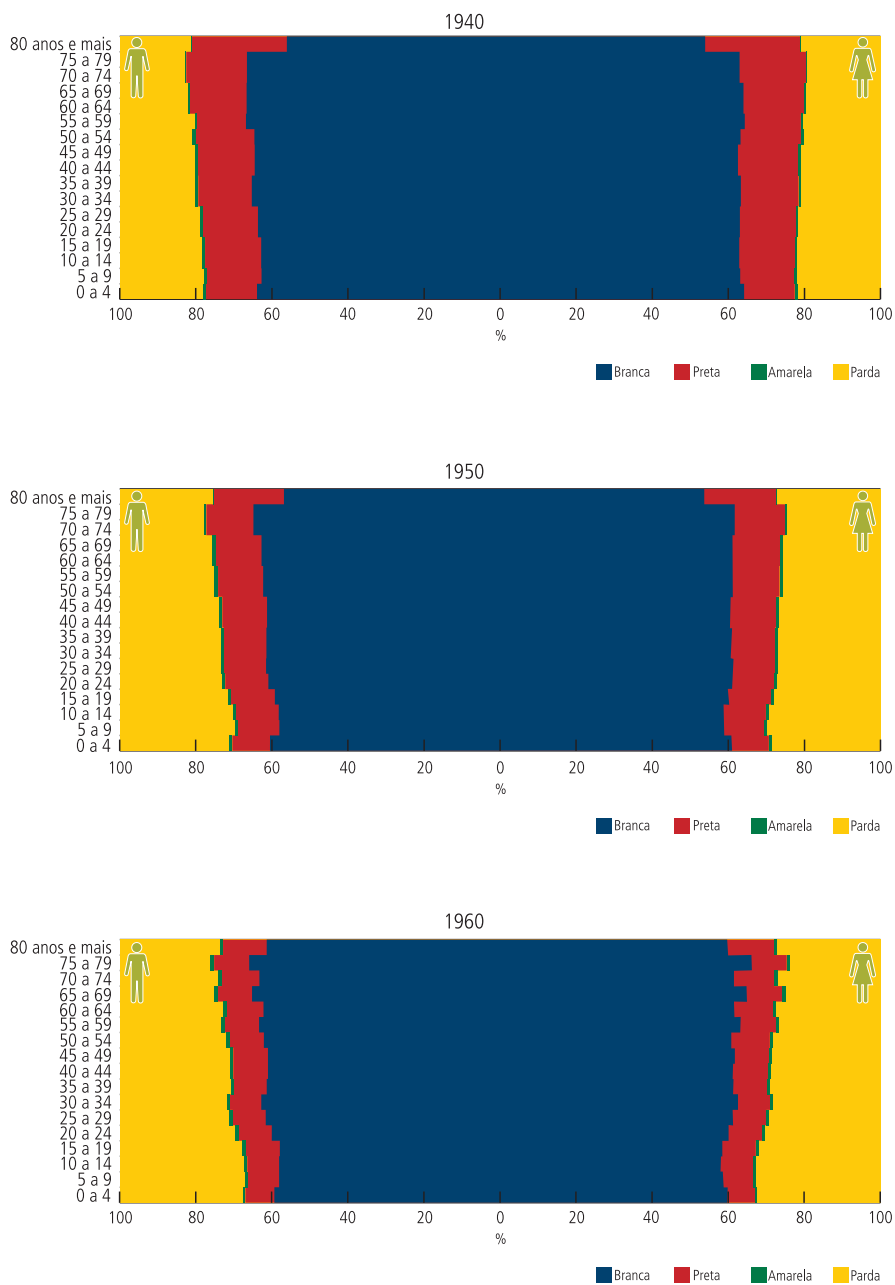 1940
80 anos e mais
75 a 79
70 a 74
65 a 69
60 a 64
55 a 59
50 a 54
45 a 49
40 a 44
35 a 39
30 a 34
25 a 29
20 a 24
15 a 19
10 a 14
5 a 9
0 a 4
100 80 60 40 20 0 20 40 60 80 100
%
Branca Preta Amarela Parda
1950
80 anos e mais
75 a 79
70 a 74
65 a 69
60 a 64
55 a 59
50 a 54
45 a 49
40 a 44
35 a 39
30 a 34
25 a 29
20 a 24
15 a 19
10 a 14
5 a 9
0 a 4
100 80 60 40 20 0 20 40 60 80 100
%
Branca Preta Amarela Parda
1960
80 anos e mais
75 a 79
70 a 74
65 a 69
60 a 64
55 a 59
50 a 54
45 a 49
40 a 44
35 a 39
30 a 34
25 a 29
20 a 24
15 a 19
10 a 14
5 a 9
0 a 4
100 80 60 40 20 0 20 40 60 80 100
%
Branca Preta Amarela Parda